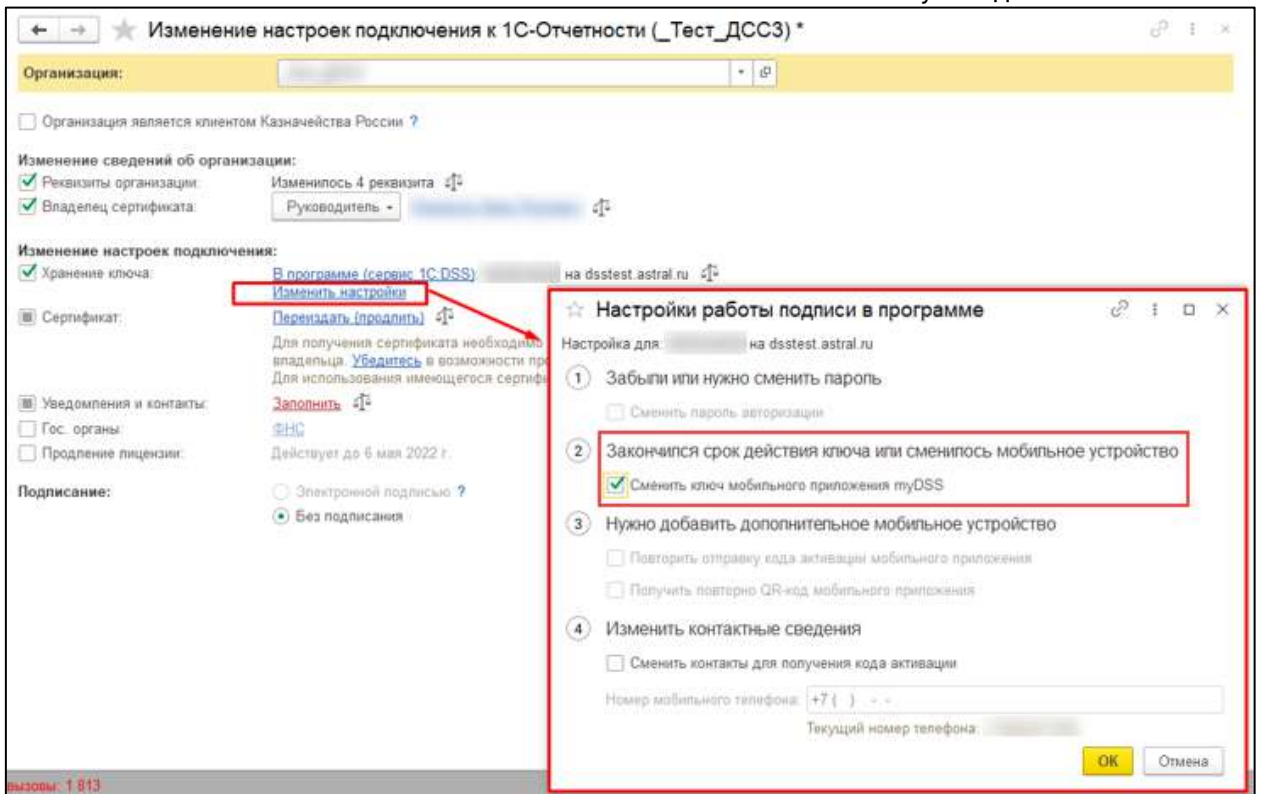 Изменение настроек подключения к 1С-Отчетности (_Тест_ДССЗ) *
Организация:
Организация является клиентом Казначейства России ?
Изменение сведений об организации:
Реквизиты организации: Изменилось 4 реквизита
Владелец сертификата: Руководитель
Изменение настроек подключения:
Хранение ключа: В программе (сервис 1С:DSS) на dsstest.astral.ru
Изменить настройки
Сертификат: Переиздать (продлить)
Для получения сертификата необходимо
владельца. Убедитесь в возможности
Для использования имеющегося
Уведомления и контакты: Заполнить
Гос. органы: ФНС
Продление лицензии: Действует до 6 мая 2022 г.
Подписание: Электронной подписью ?
Без подписания
вызовы: 1 813
Настройки работы подписи в программе
Настройка для: на dsstest.astral.ru
1 Забыли или нужно сменить пароль
Сменить пароль авторизации
2 Закончился срок действия ключа или сменилось мобильное устройство
Сменить ключ мобильного приложения myDSS
3 Нужно добавить дополнительное мобильное устройство
Повторить отправку кода активации мобильного приложения
Получить повторно QR-код мобильного приложения
4 Изменить контактные сведения
Сменить контакты для получения кода активации
Номер мобильного телефона: +7 ( ) - -
Текущий номер телефона:
ОК Отмена